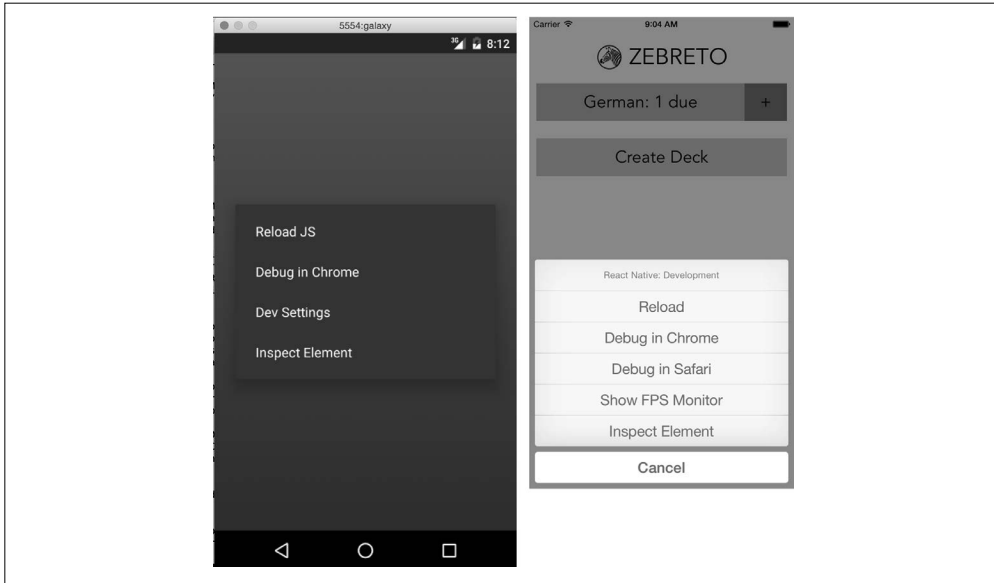 5554:galaxy
3G 8:12
Reload JS
Debug in Chrome
Dev Settings
Inspect Element
Carrier 9:04 AM
ZEBRETO
German: 1 due +
Create Deck
React Native: Development
Reload
Debug in Chrome
Debug in Safari
Show FPS Monitor
Inspect Element
Cancel